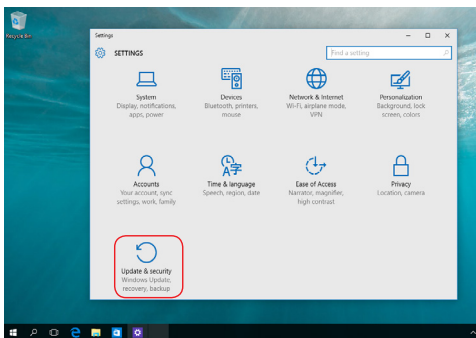 Recycle Bin
Settings
SETTINGS
Find a setting
System
Display, notifications,
apps, power
Devices
Bluetooth, printers,
mouse
Network & Internet
Wi-Fi, airplane mode,
VPN
Personalization
Background, lock
screen, colors
Accounts
Your account, sync
settings, work, family
Time & language
Speech, region, date
Ease of Access
Narrator, magnifier,
high contrast
Privacy
Location, camera
Update & security
Windows Update,
recovery, backup